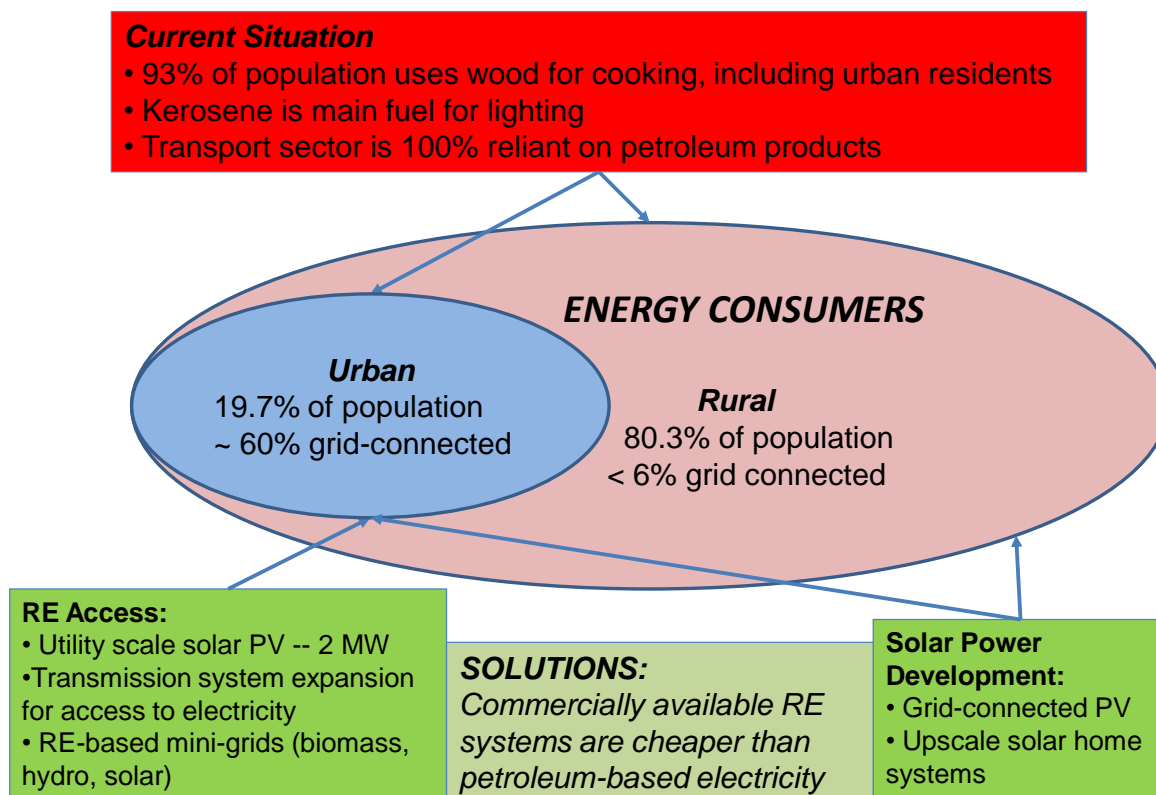 Current Situation
• 93% of population uses wood for cooking, including urban residents
• Kerosene is main fuel for lighting
• Transport sector is 100% reliant on petroleum products
ENERGY CONSUMERS
Urban
19.7% of population
~ 60% grid-connected
Rural
80.3% of population
< 6% grid connected
RE Access:
• Utility scale solar PV -- 2 MW
•Transmission system expansion
for access to electricity
• RE-based mini-grids (biomass,
hydro, solar)
SOLUTIONS:
Commercially available RE
systems are cheaper than
petroleum-based electricity
Solar Power
Development:
• Grid-connected PV
• Upscale solar home
systems